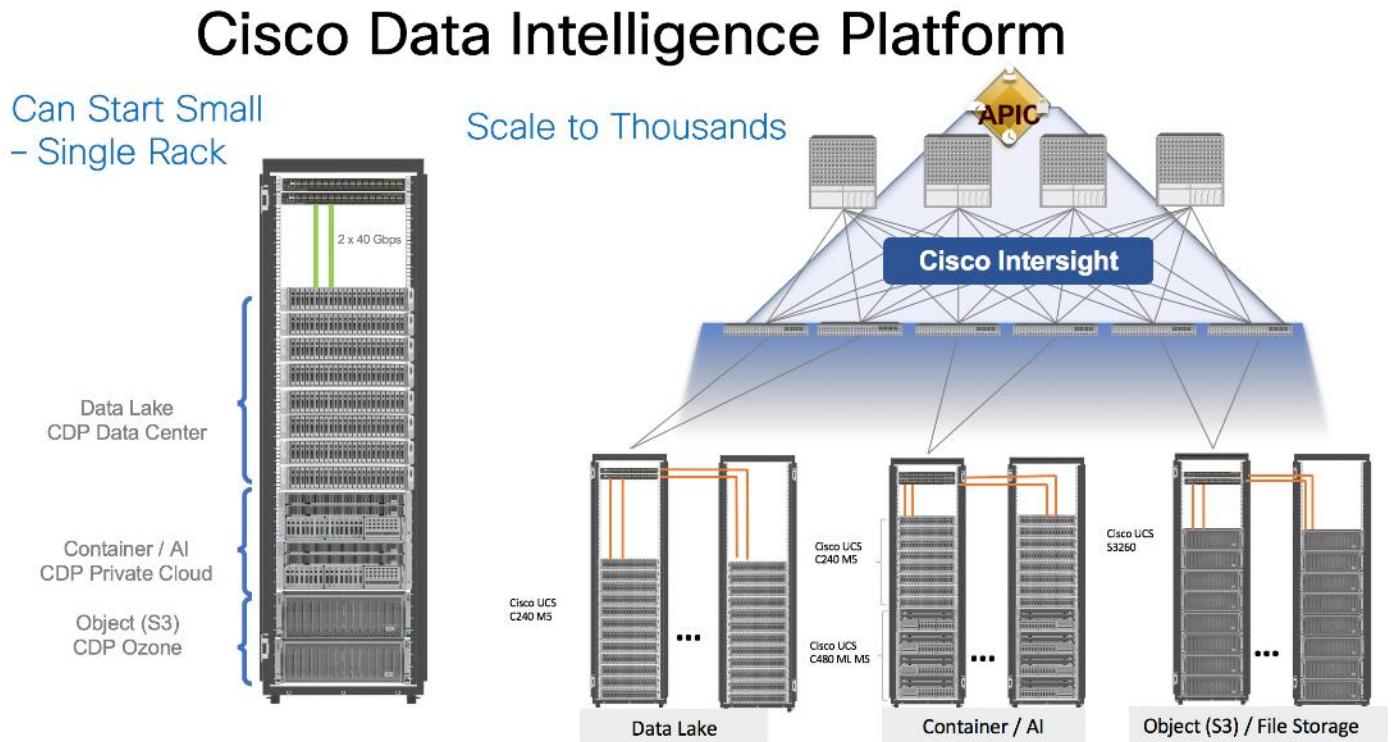 Cisco Data Intelligence Platform
Can Start Small
– Single Rack
Scale to Thousands
APIC
2 x 40 Gbps
Cisco Intersight
Data Lake
CDP Data Center
Container / AI
CDP Private Cloud
Object (S3)
CDP Ozone
Cisco UCS
C240 M5
Cisco UCS
C240 M5
Cisco UCS
C480 ML M5
Cisco UCS
S3260
...
...
...
Data Lake
Container / AI
Object (S3) / File Storage